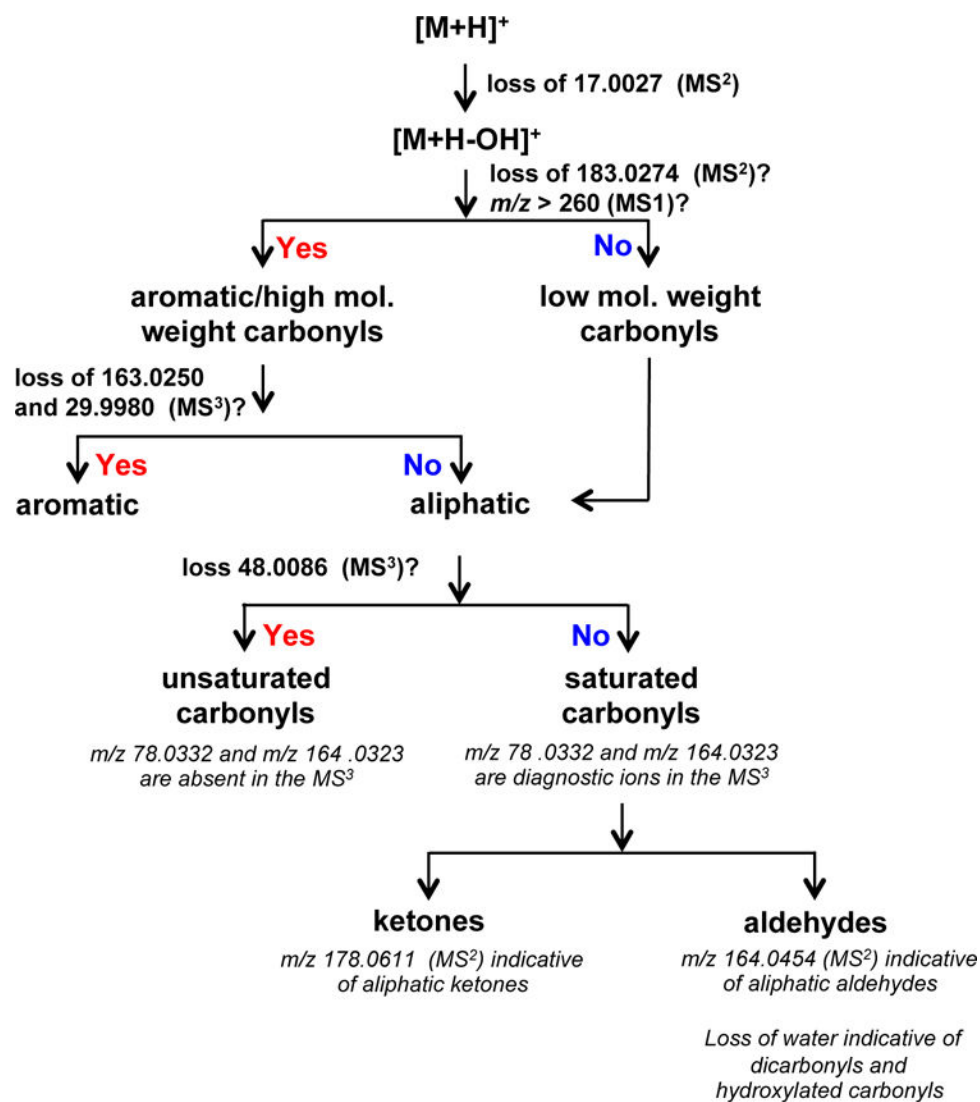 [M+H]⁺
loss of 17.0027 (MS²)
[M+H-OH]⁺
loss of 183.0274 (MS²)?
m/z > 260 (MS1)?
Yes
No
aromatic/high mol.
weight carbonyls
low mol. weight
carbonyls
loss of 163.0250
and 29.9980 (MS³)?
Yes
No
aromatic
aliphatic
loss 48.0086 (MS³)?
Yes
No
unsaturated
carbonyls
m/z 78.0332 and m/z 164 .0323
are absent in the MS³
saturated
carbonyls
m/z 78 .0332 and m/z 164.0323
are diagnostic ions in the MS³
ketones
m/z 178.0611 (MS²) indicative
of aliphatic ketones
aldehydes
m/z 164.0454 (MS²) indicative
of aliphatic aldehydes
Loss of water indicative of
dicarbonyls and
hydroxylated carbonyls